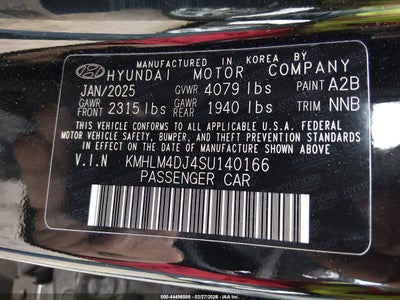 MANUFACTURED IN KOREA BY
HYUNDAI MOTOR COMPANY
JAN/2025 GVWR 4079 lbs PAINT A2B
GAWR FRONT 2315 lbs GAWR REAR 1940 lbs TRIM NNB
THIS VEHICLE CONFORMS TO ALL APPLICABLE U.S.A. FEDERAL
MOTOR VEHICLE SAFETY, BUMPER, AND THEFT PREVENTION STANDARDS
IN EFFECT ON THE DATE OF MANUFACTURE SHOWN ABOVE.
V.I.N KMHLM4DJ4SU140166
PASSENGER CAR
000-44496588 - 02/27/2026 -